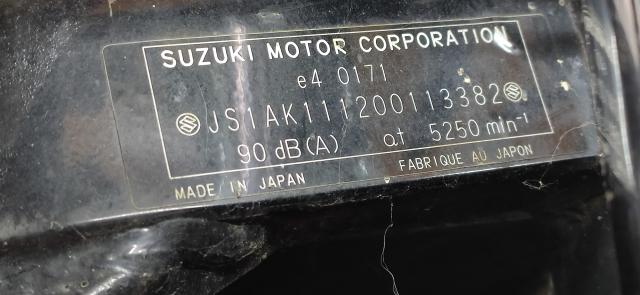 SUZUKI MOTOR CORPORATION
e4 0171
JS1AK111200113382
90 dB(A) at 5250 min⁻¹
MADE IN JAPAN FABRIQUE AU JAPON